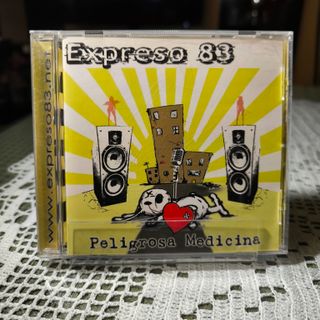 Expreso 83
www.expreso83.net
Peligrosa Medicina